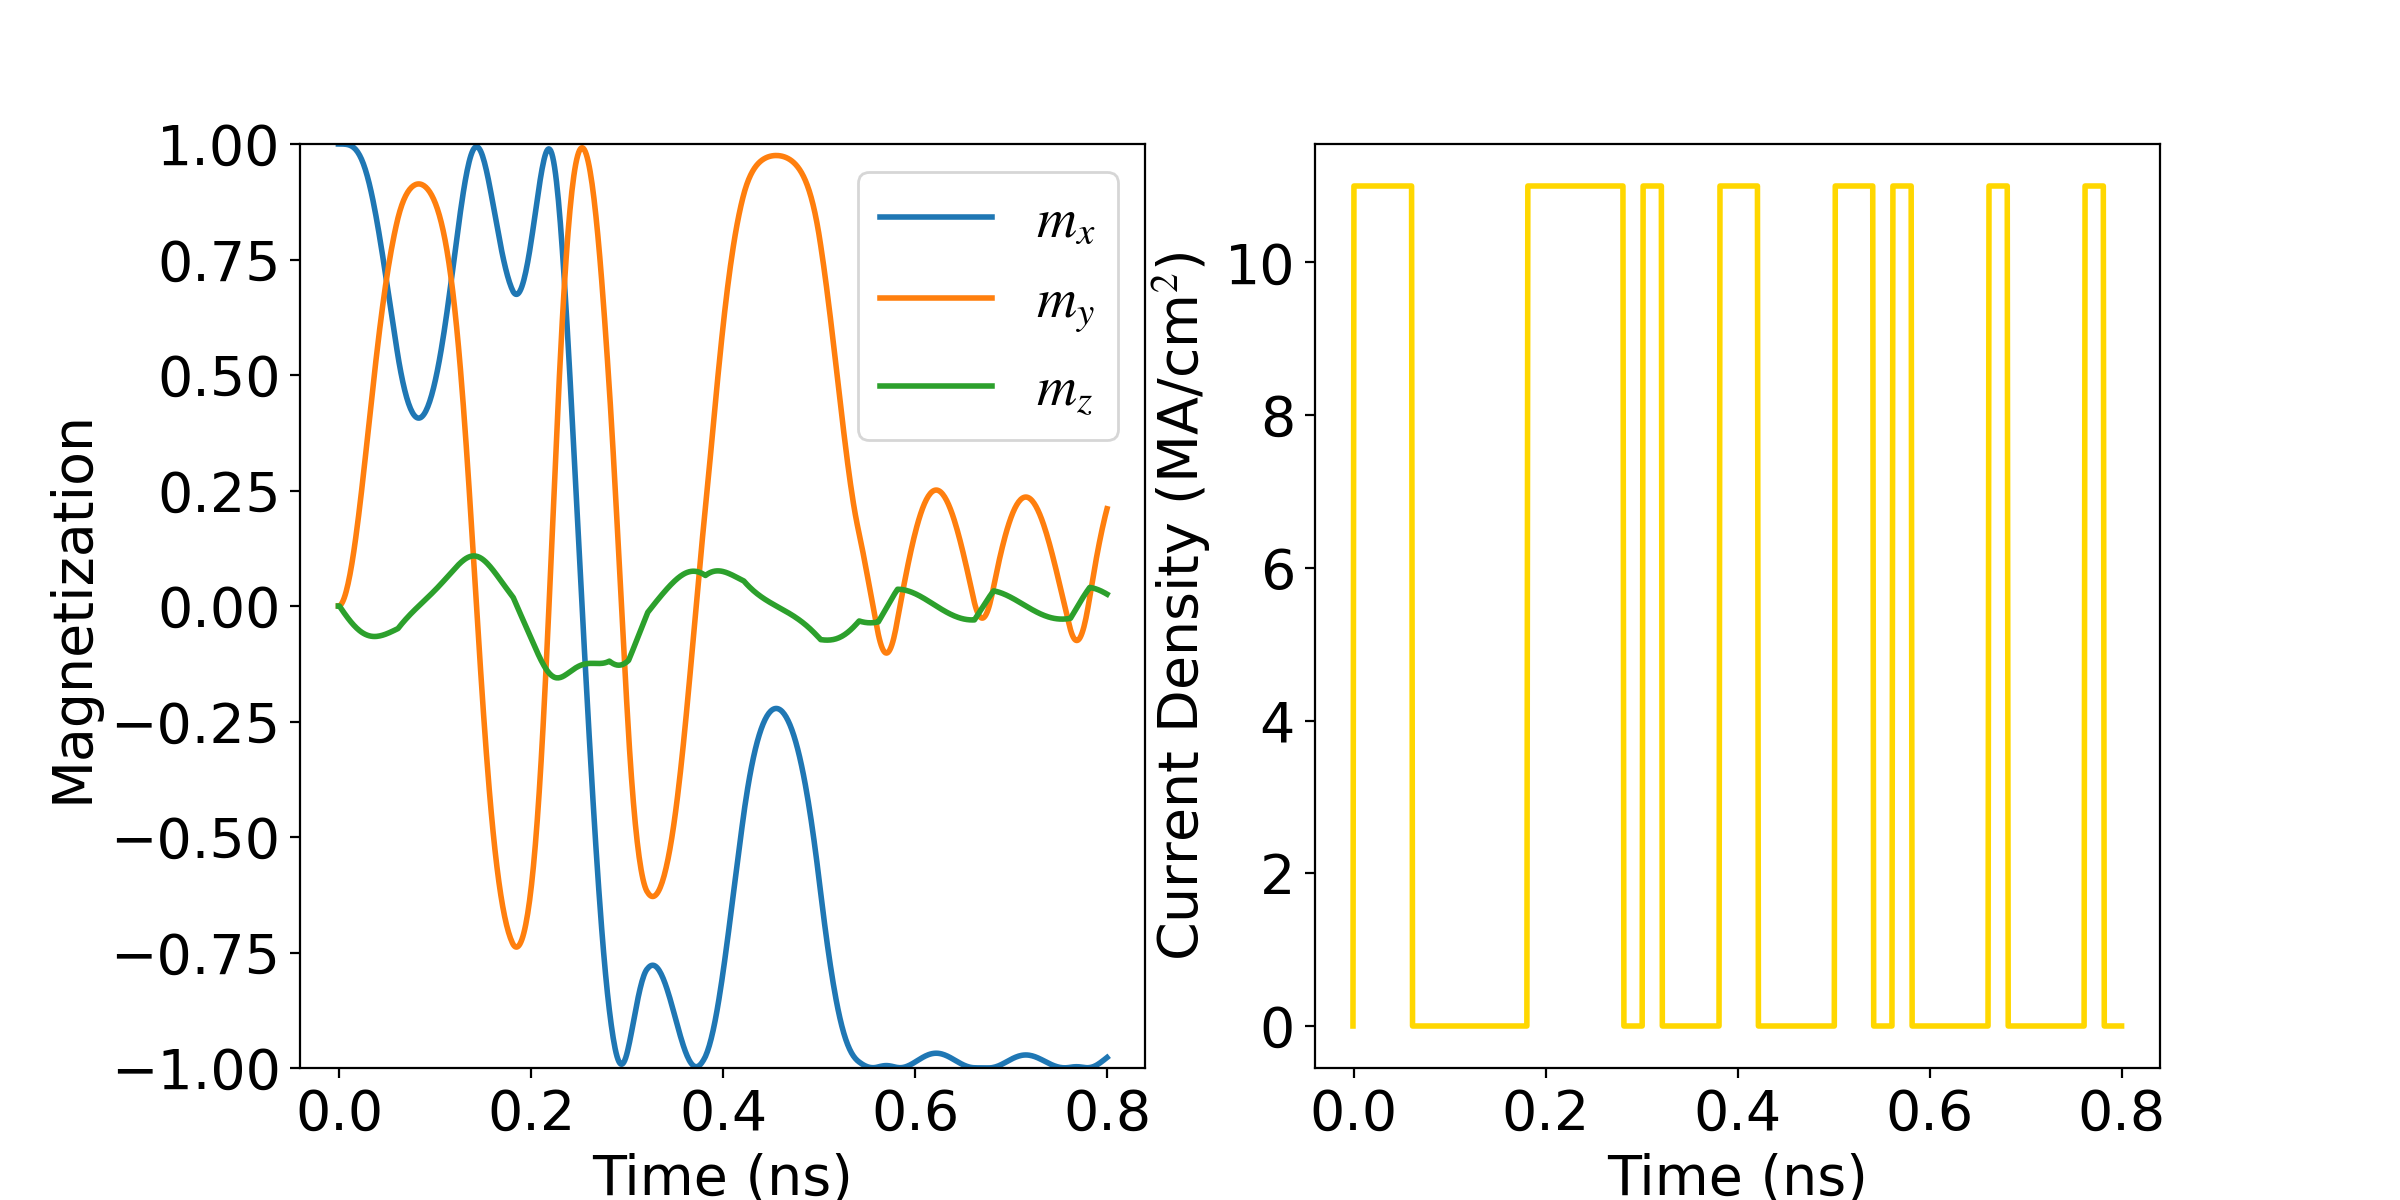 Magnetization
1.00
0.75
0.50
0.25
0.00
−0.25
−0.50
−0.75
−1.00
0.0 0.2 0.4 0.6 0.8
Time (ns)
m_x
m_y
m_z
Current Density (MA/cm²)
10
8
6
4
2
0
0.0 0.2 0.4 0.6 0.8
Time (ns)